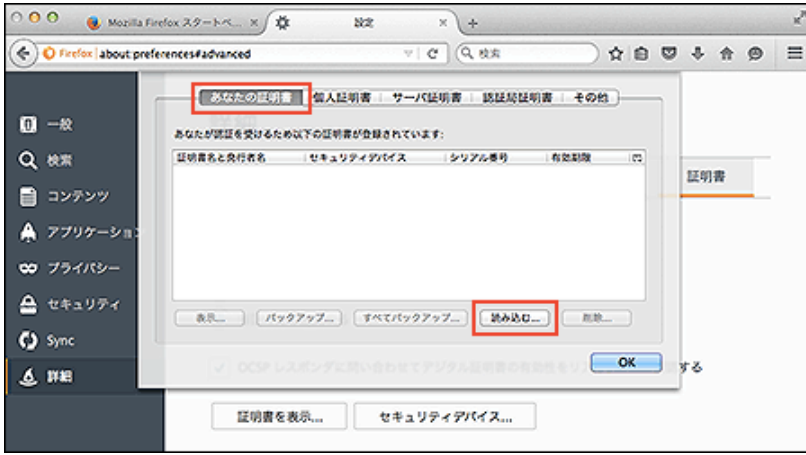 Mozilla Firefox スタートペ...
設定
Firefox about:preferences#advanced
検索
あなたの証明書 個人証明書 サーバ証明書 認証局証明書 その他
あなたが認証を受けるため以下の証明書が登録されています:
証明書名と発行者名 セキュリティデバイス シリアル番号 有効期限
表示... バックアップ... すべてバックアップ... 読み込む... 削除...
OK
一般
検索
コンテンツ
アプリケーション
プライバシー
セキュリティ
Sync
詳細
証明書
OCSP レスポンダに問い合わせてデジタル証明書の有効性をリ
する
証明書を表示...
セキュリティデバイス...